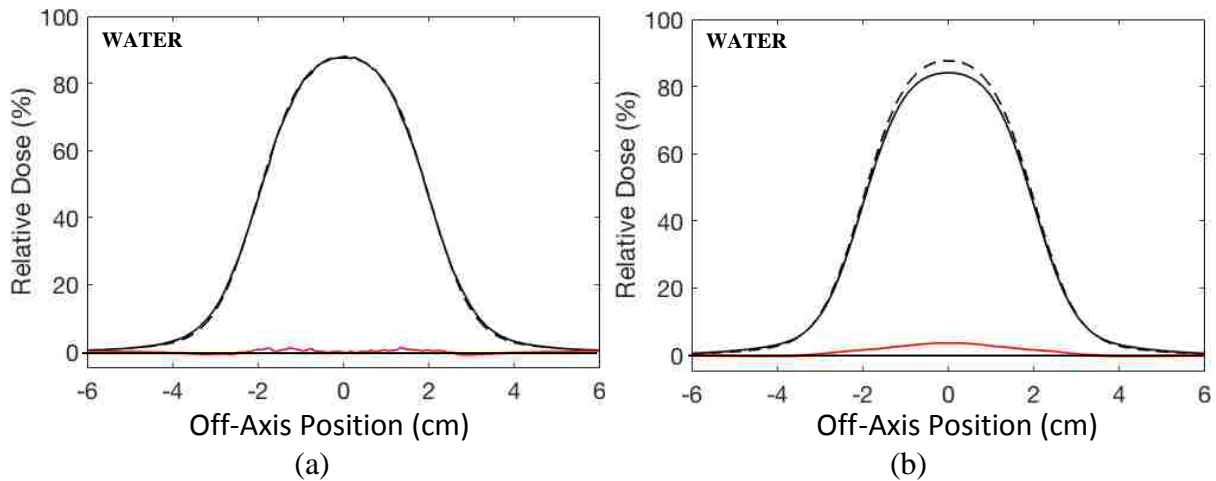 100
80
60
40
20
0
Relative Dose (%)
WATER
-6 -4 -2 0 2 4 6
Off-Axis Position (cm)
(a)
100
80
60
40
20
0
Relative Dose (%)
WATER
-6 -4 -2 0 2 4 6
Off-Axis Position (cm)
(b)